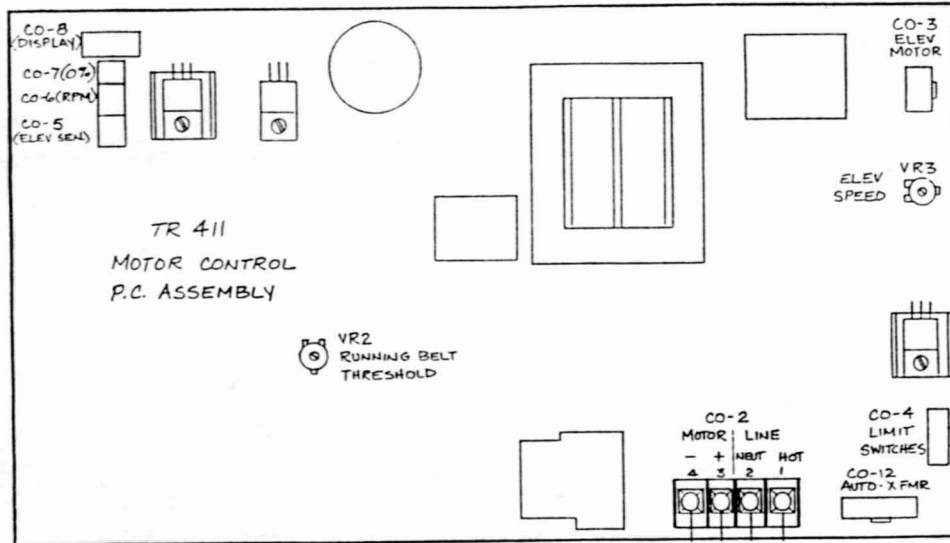 CO-8
(DISPLAY)
CO-7(0%)
CO-6(RPM)
CO-5
(ELEV SEN)
CO-3
ELEV
MOTOR
VR3
ELEV
SPEED
TR 411
MOTOR CONTROL
P.C. ASSEMBLY
VR2
RUNNING BELT
THRESHOLD
CO-2
MOTOR LINE
- + NEUT HOT
4 3 2 1
CO-4
LIMIT
SWITCHES
CO-12
AUTO-XFMR